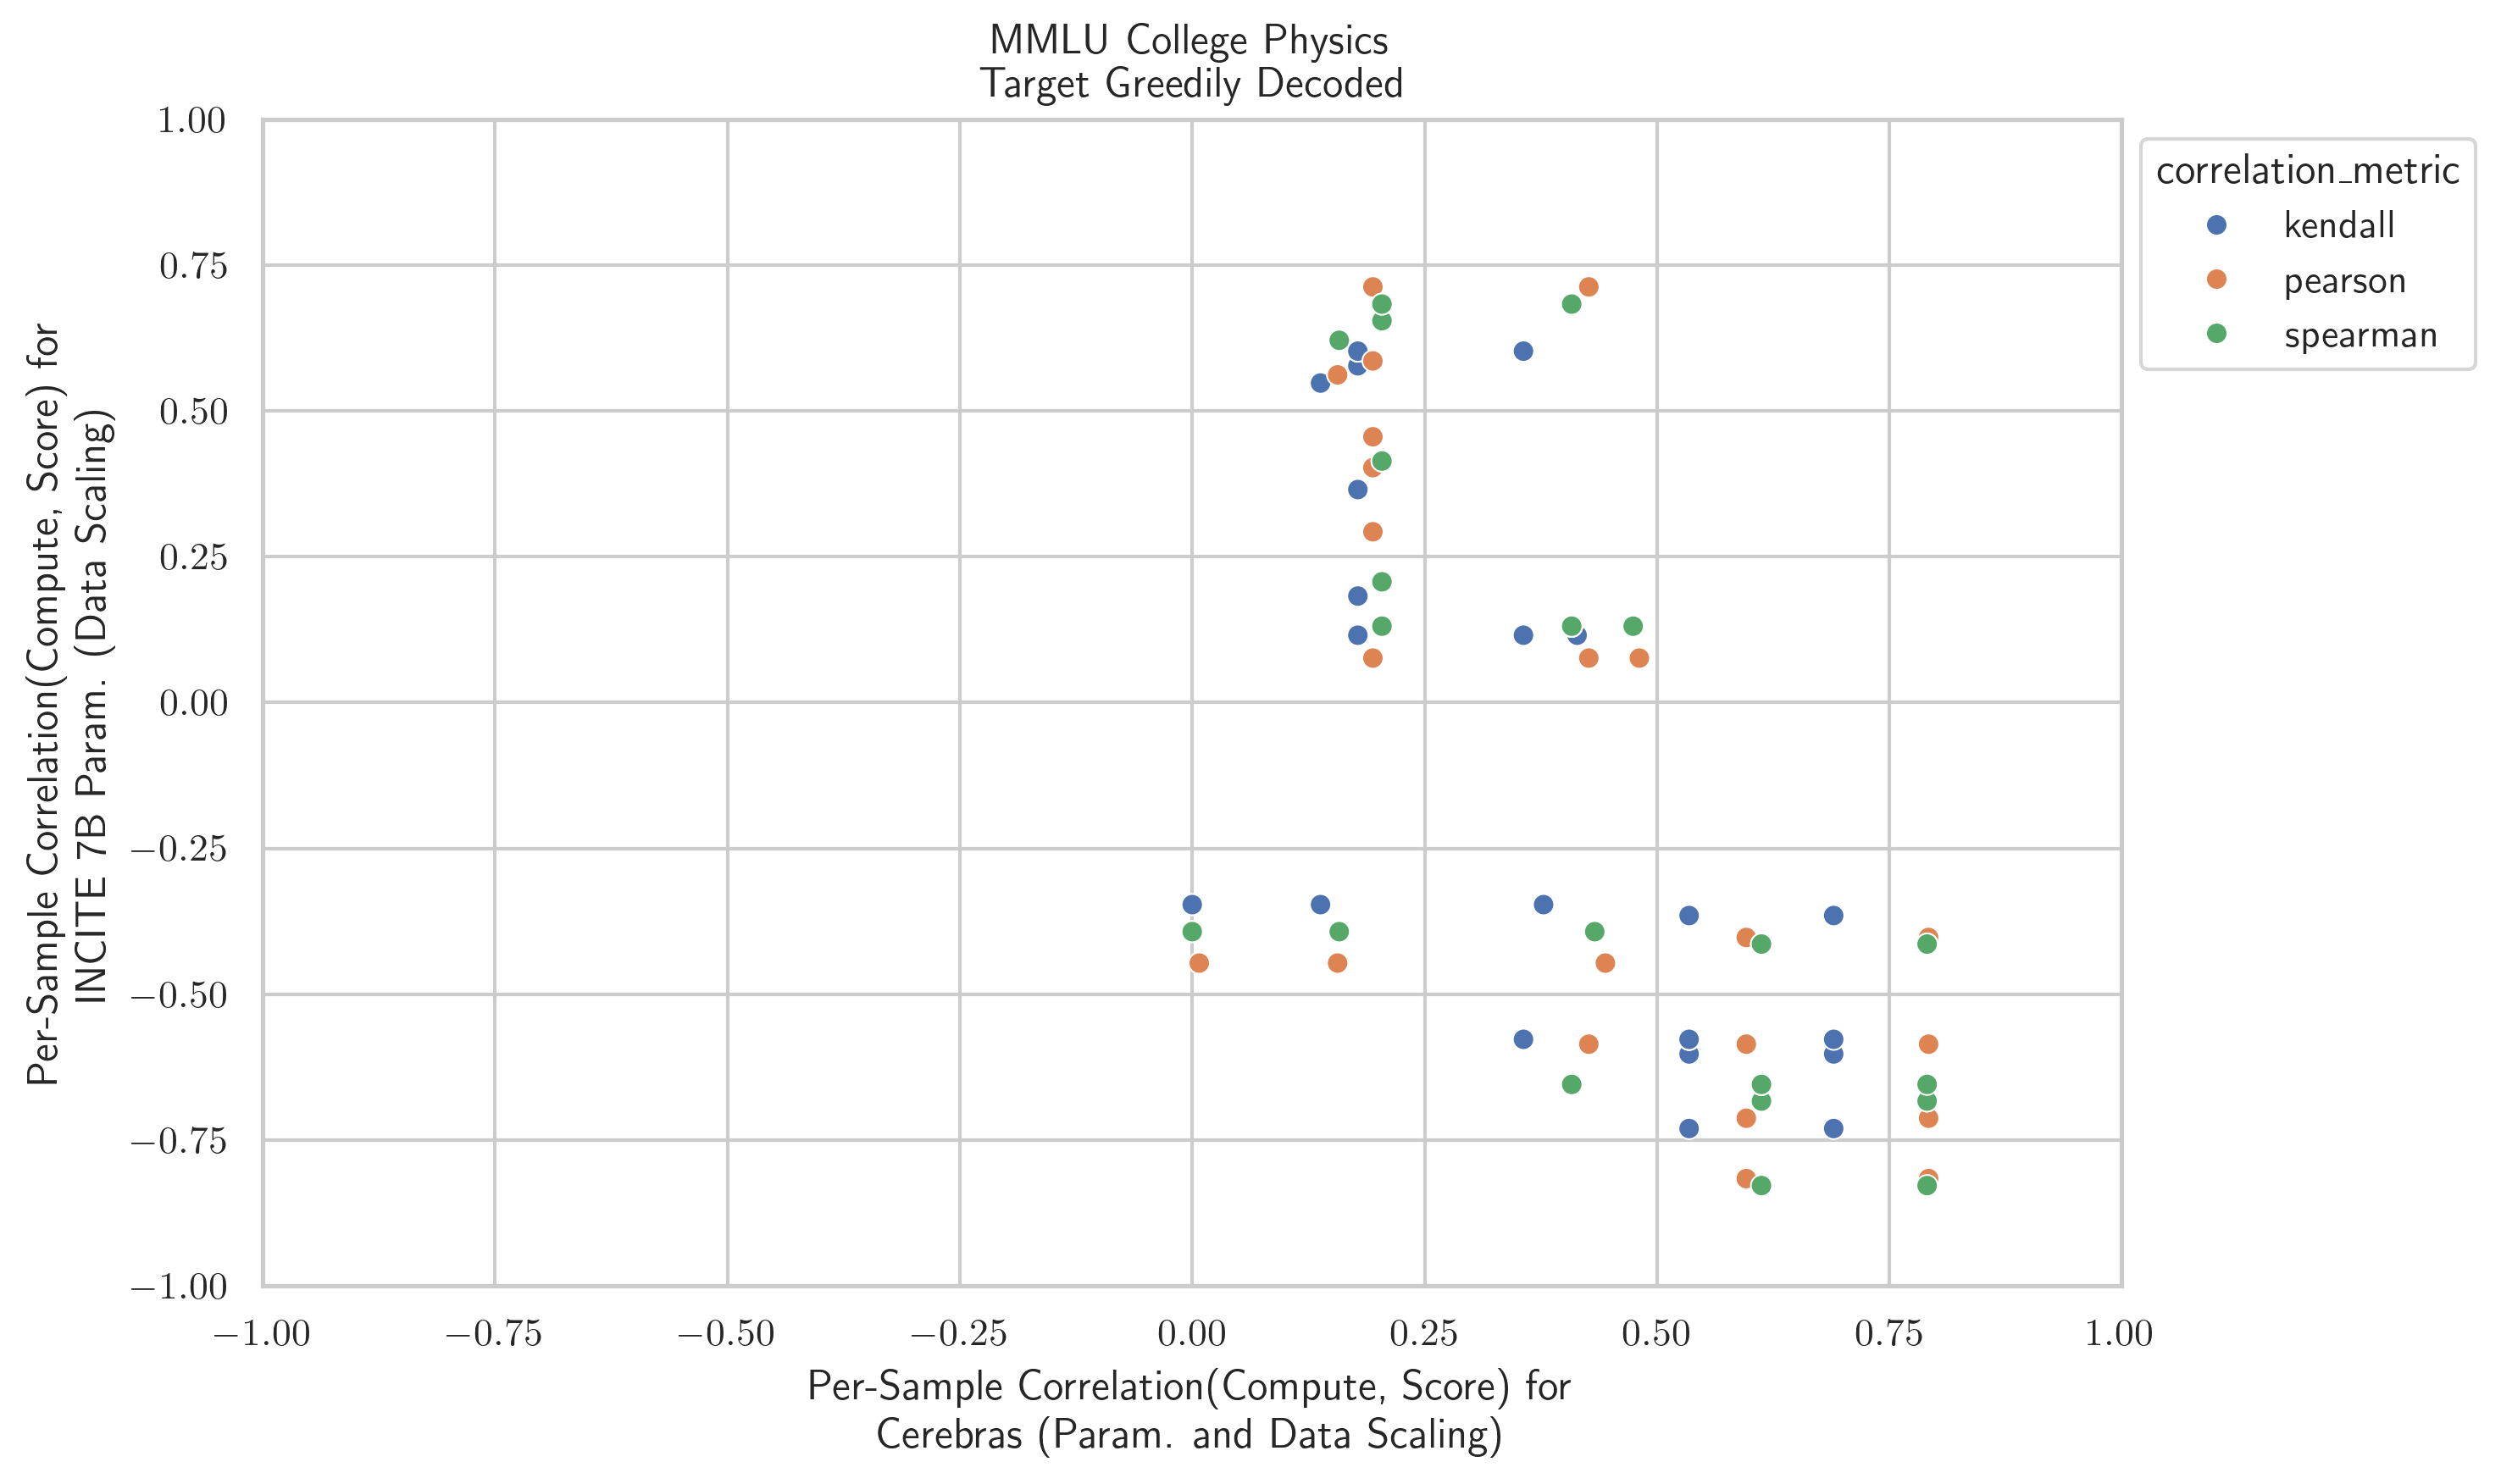 MMLU College Physics
Target Greedily Decoded
1.00
0.75
0.50
0.25
0.00
−0.25
−0.50
−0.75
−1.00
Per-Sample Correlation(Compute, Score) for
INCITE 7B Param. (Data Scaling)
correlation_metric
kendall
pearson
spearman
−1.00
−0.75
−0.50
−0.25
0.00
0.25
0.50
0.75
1.00
Per-Sample Correlation(Compute, Score) for
Cerebras (Param. and Data Scaling)